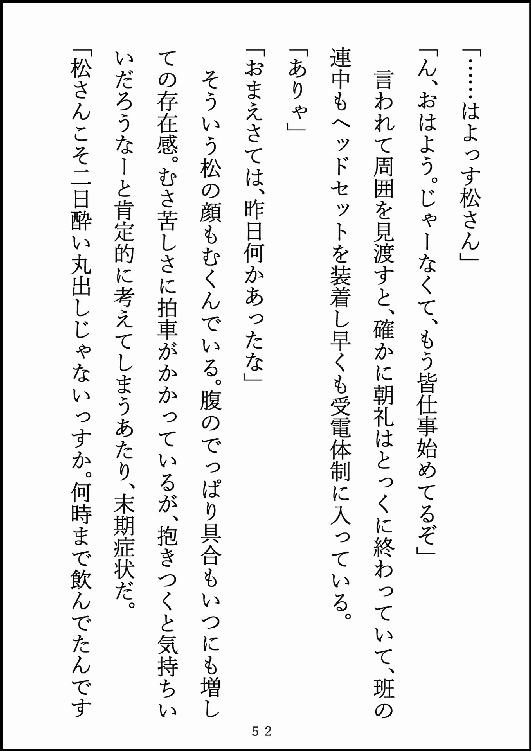 「……はよっす松さん」
「ん、おはよう。じゃーなくて、もう皆仕事始めてるぞ」
　言われて周囲を見渡すと、確かに朝礼はとっくに終わっていて、班の
連中もヘッドセットを装着し早くも受電体制に入っている。
「ありゃ」
「おまえさては、昨日何かあったな」
　そういう松の顔もむくんでいる。腹のでっぱり具合もいつにも増し
ての存在感。むさ苦しさに拍車がかかっているが、抱きつくと気持ちい
いだろうなーと肯定的に考えてしまうあたり、末期症状だ。
「松さんこそ二日酔い丸出しじゃないっすか。何時まで飲んでたんです
52